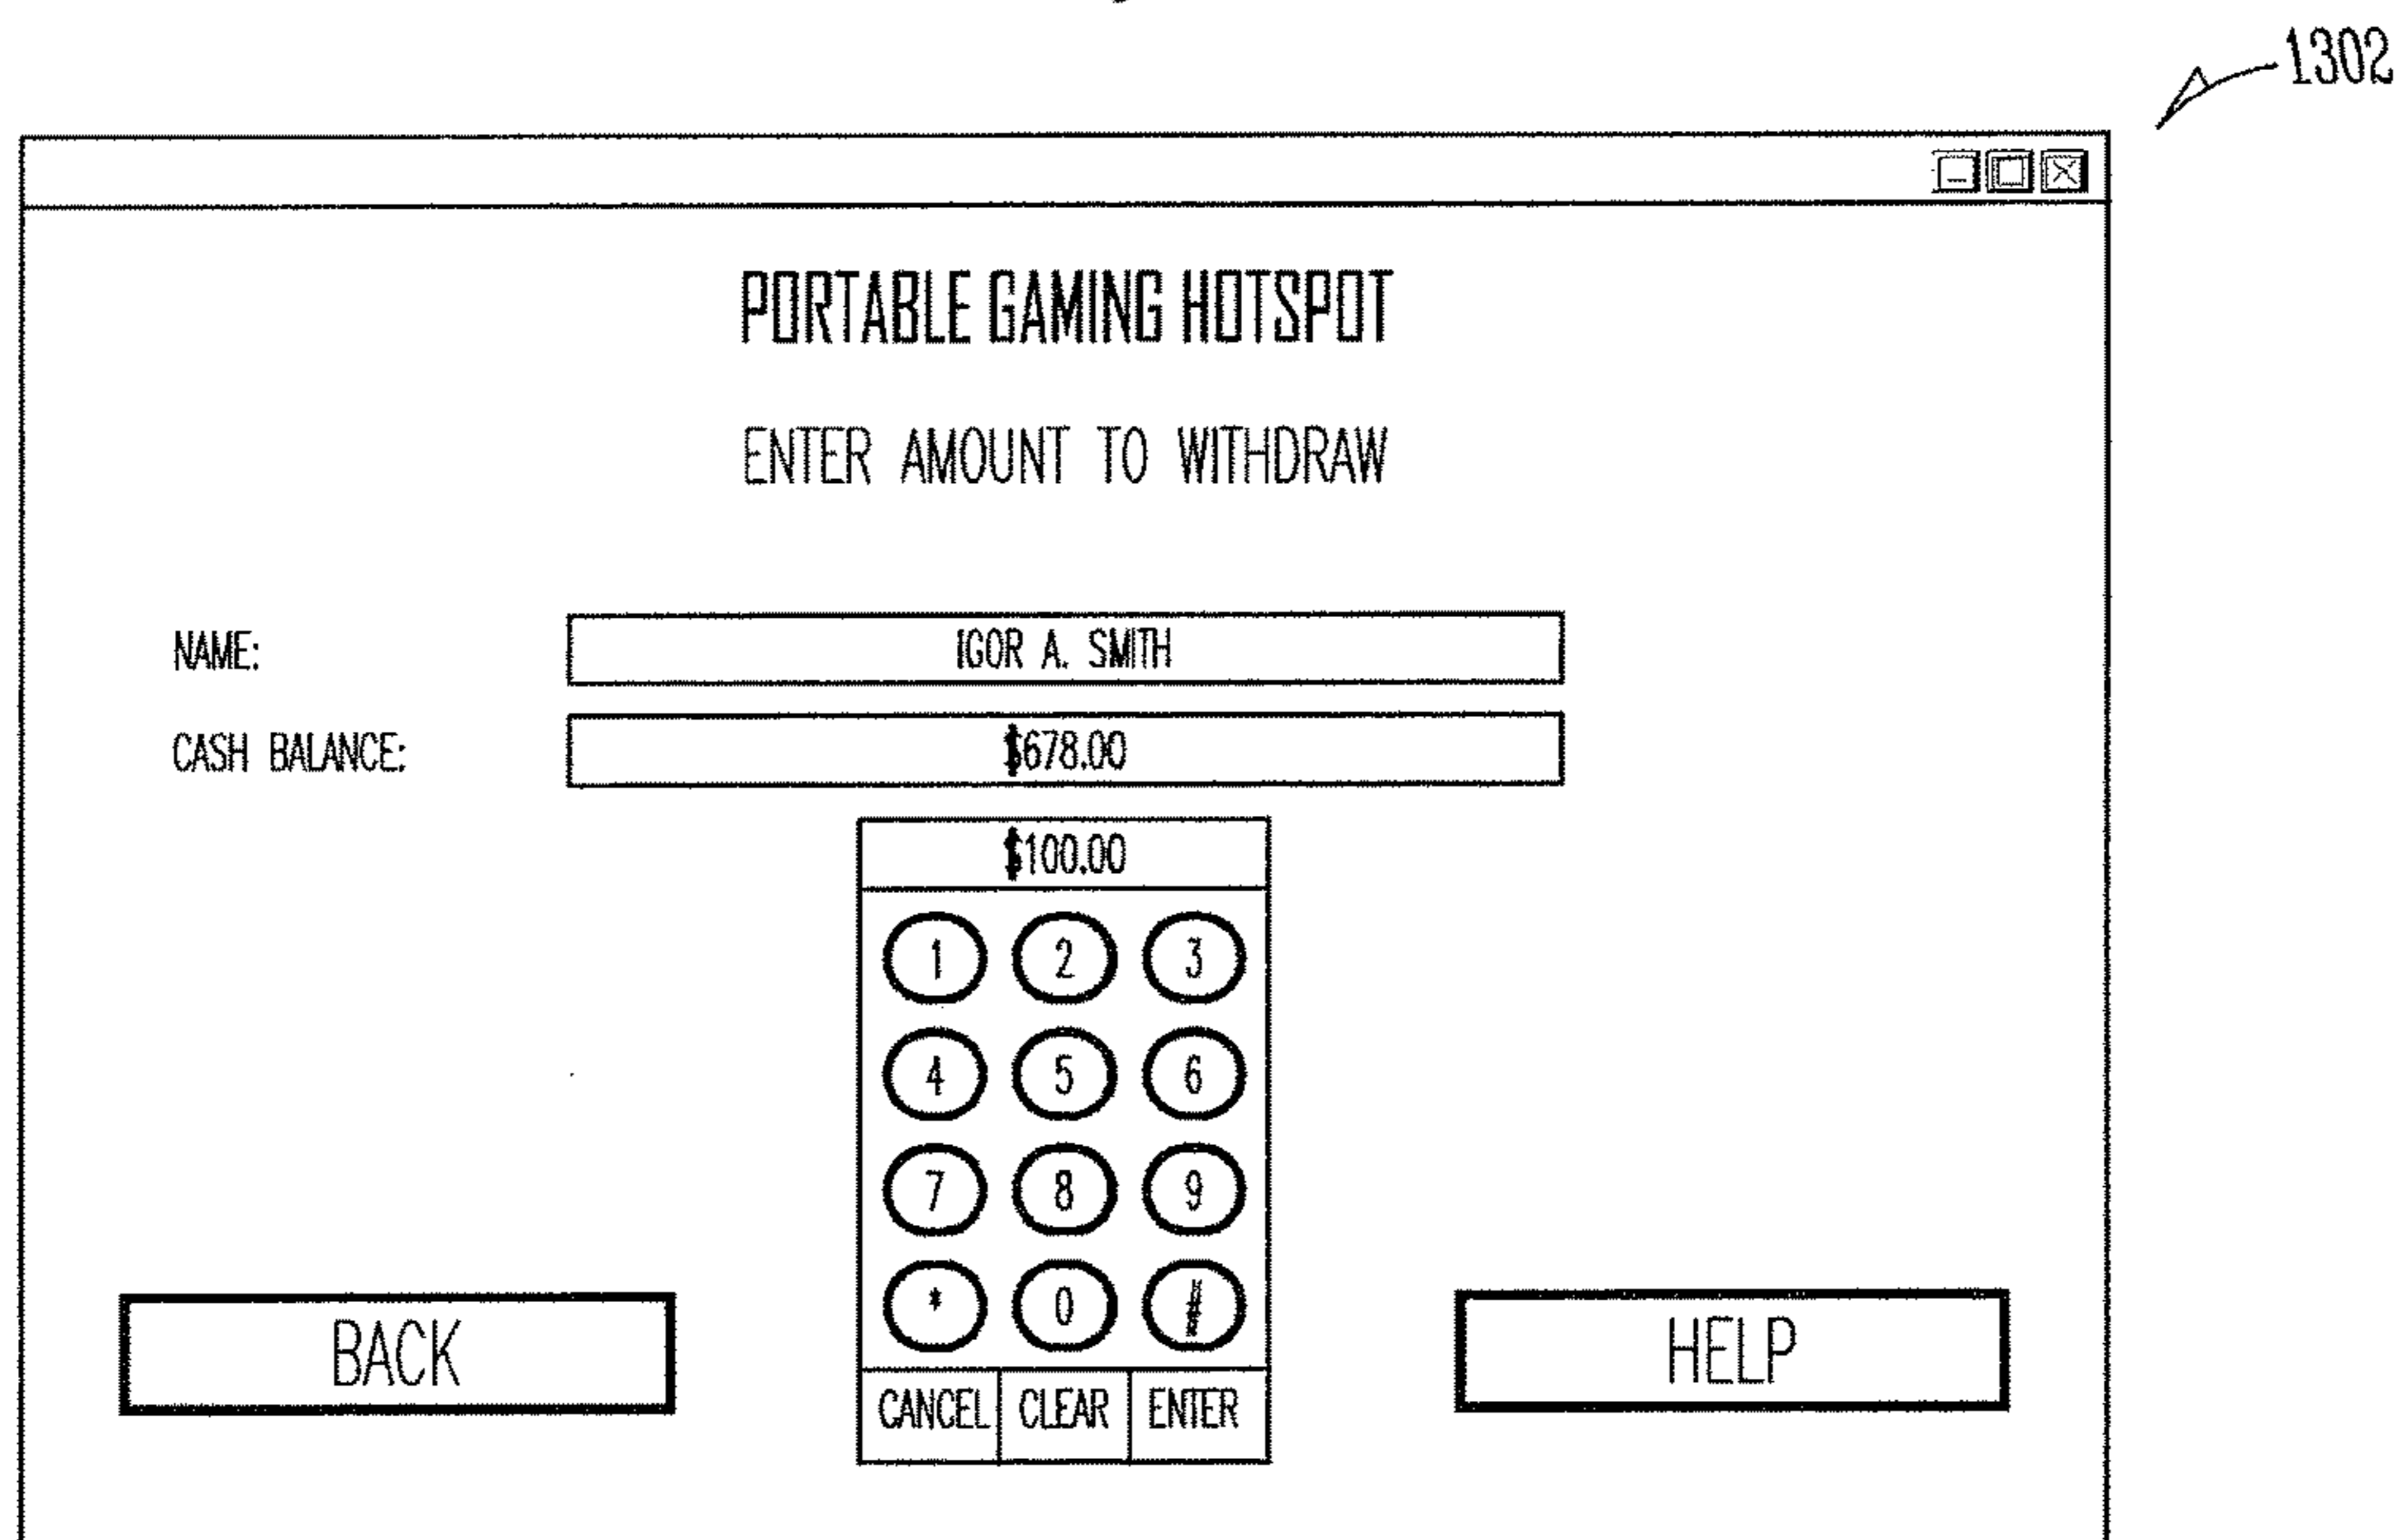 1302
PORTABLE GAMING HOTSPOT
ENTER AMOUNT TO WITHDRAW
NAME: IGOR A. SMITH
CASH BALANCE: $678.00
$100.00
1 2 3
4 5 6
7 8 9
* 0 #
BACK
HELP
CANCEL CLEAR ENTER